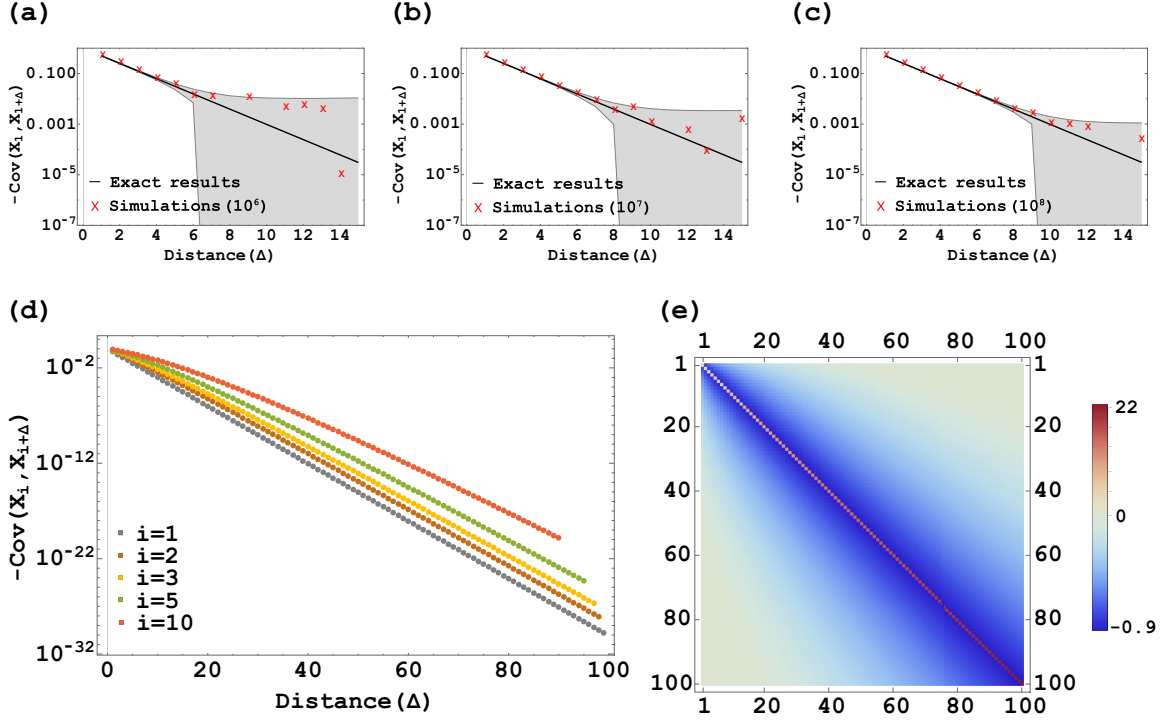 (a)
-Cov(X₁,X₁₊Δ)
0.100
0.001
10⁻⁵
10⁻⁷
— Exact results
X Simulations(10⁶)
0 2 4 6 8 10 12 14
Distance(Δ)
(b)
-Cov(X₁,X₁₊Δ)
0.100
0.001
10⁻⁵
10⁻⁷
— Exact results
X Simulations(10⁷)
0 2 4 6 8 10 12 14
Distance(Δ)
(c)
-Cov(X₁,X₁₊Δ)
0.100
0.001
10⁻⁵
10⁻⁷
— Exact results
X Simulations(10⁸)
0 2 4 6 8 10 12 14
Distance(Δ)
(d)
-Cov(Xᵢ,Xᵢ₊Δ)
10⁻²
10⁻¹²
10⁻²²
10⁻³²
i=1
i=2
i=3
i=5
i=10
0 20 40 60 80 100
Distance(Δ)
(e)
1 20 40 60 80 100
1 1
20 20
40 40
60 60
80 80
100 100
1 20 40 60 80 100
22
0
-0.9